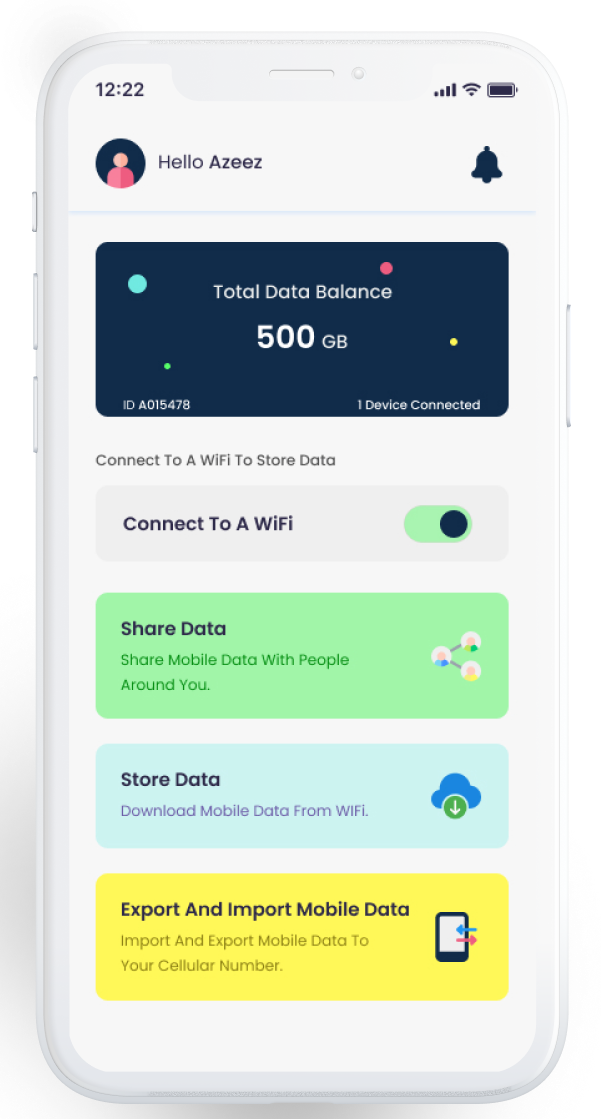 12:22
Hello Azeez
Total Data Balance
500 GB
ID A015478
1 Device Connected
Connect To A WiFi To Store Data
Connect To A WiFi
Share Data
Share Mobile Data With People
Around You.
Store Data
Download Mobile Data From WIFi.
Export And Import Mobile Data
Import And Export Mobile Data To
Your Cellular Number.